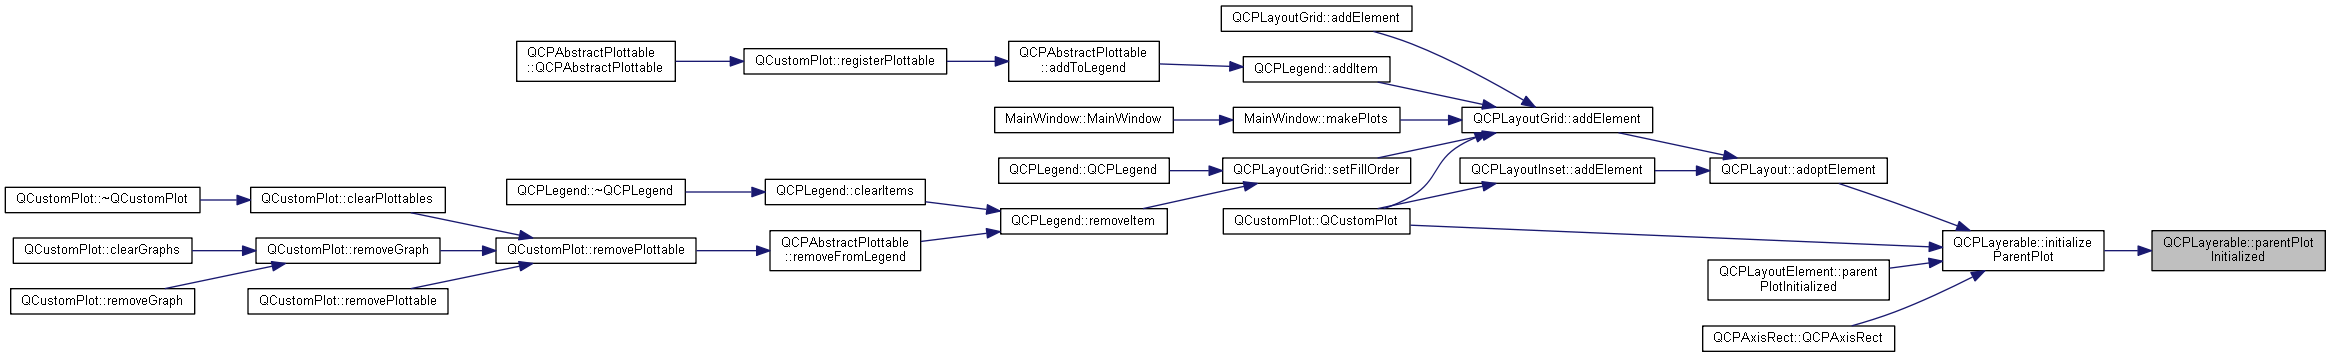 QCPLayoutGrid::addElement
QCPAbstractPlottable
::QCPAbstractPlottable
QCustomPlot::registerPlottable
QCPAbstractPlottable
::addToLegend
QCPLegend::addItem
MainWindow::MainWindow
MainWindow::makePlots
QCPLayoutGrid::addElement
QCPLegend::QCPLegend
QCPLayoutGrid::setFillOrder
QCPLayoutInset::addElement
QCPLayout::adoptElement
QCustomPlot::~QCustomPlot
QCustomPlot::clearPlottables
QCPLegend::~QCPLegend
QCPLegend::clearItems
QCPLegend::removeItem
QCustomPlot::QCustomPlot
QCustomPlot::clearGraphs
QCustomPlot::removeGraph
QCustomPlot::removePlottable
QCPAbstractPlottable
::removeFromLegend
QCPLayerable::initialize
ParentPlot
QCPLayerable::parentPlot
Initialized
QCPLayoutElement::parent
PlotInitialized
QCustomPlot::removeGraph
QCustomPlot::removePlottable
QCPAxisRect::QCPAxisRect